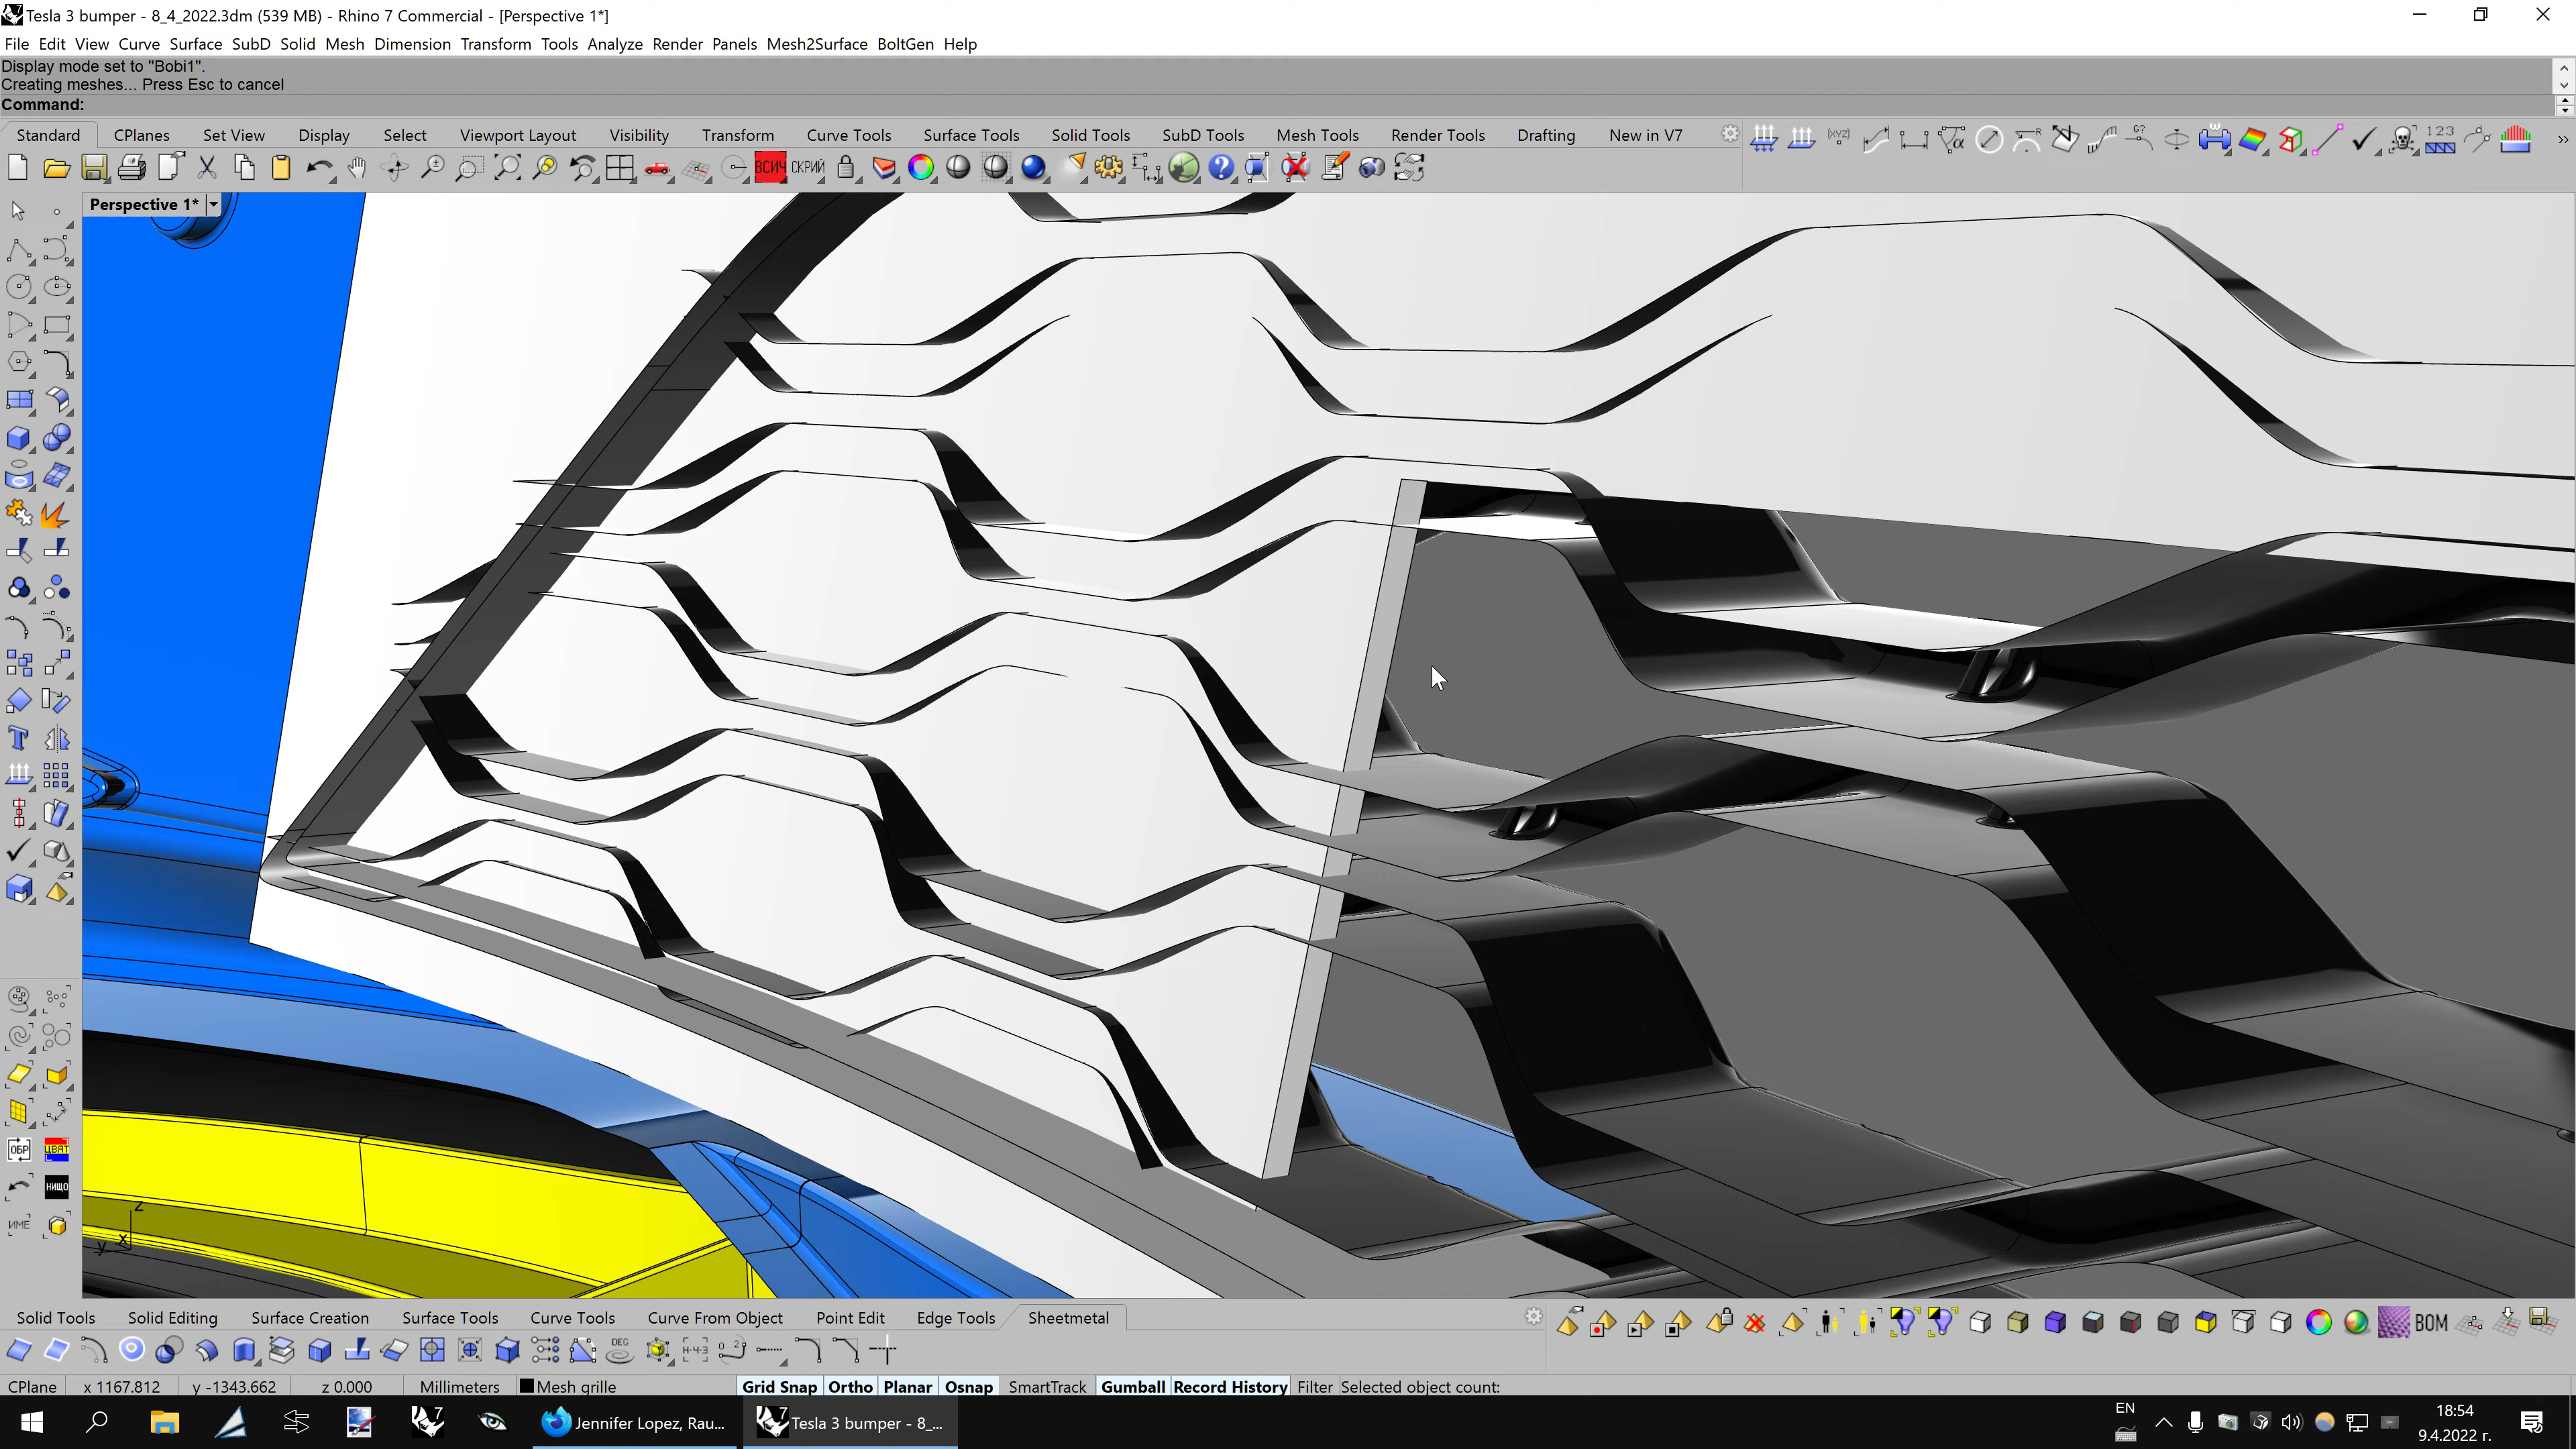 Tesla 3 bumper - 8_4_2022.3dm (539 MB) - Rhino 7 Commercial - [Perspective 1*]
File Edit View Curve Surface SubD Solid Mesh Dimension Transform Tools Analyze Render Panels Mesh2Surface BoltGen Help
Display mode set to "Bobi1".
Creating meshes... Press Esc to cancel
Command:
Standard CPlanes Set View Display Select Viewport Layout Visibility Transform Curve Tools Surface Tools Solid Tools SubD Tools Mesh Tools Render Tools Drafting New in V7
ВСИЧ СКРИЙ
Perspective 1*
ОБР ЦВЯТ
НИЩО
ИМЕ
z
y x
Solid Tools Solid Editing Surface Creation Surface Tools Curve Tools Curve From Object Point Edit Edge Tools Sheetmetal
BOM
DEG
CPlane x 1167.812 y -1343.662 z 0.000 Millimeters Mesh grille Grid Snap Ortho Planar Osnap SmartTrack Gumball Record History Filter Selected object count:
Jennifer Lopez, Rau... Tesla 3 bumper - 8_...
EN
18:54
9.4.2022 г.